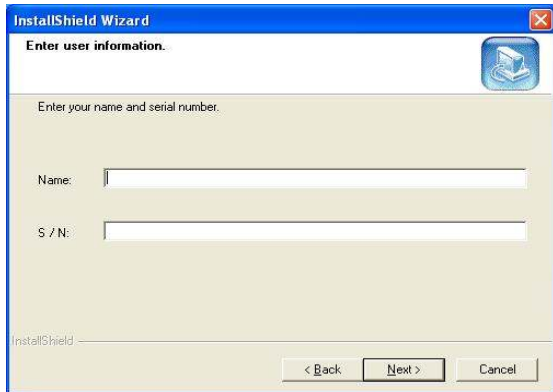 InstallShield Wizard
Enter user information.
Enter your name and serial number.
Name:
S / N:
InstallShield
< Back Next > Cancel